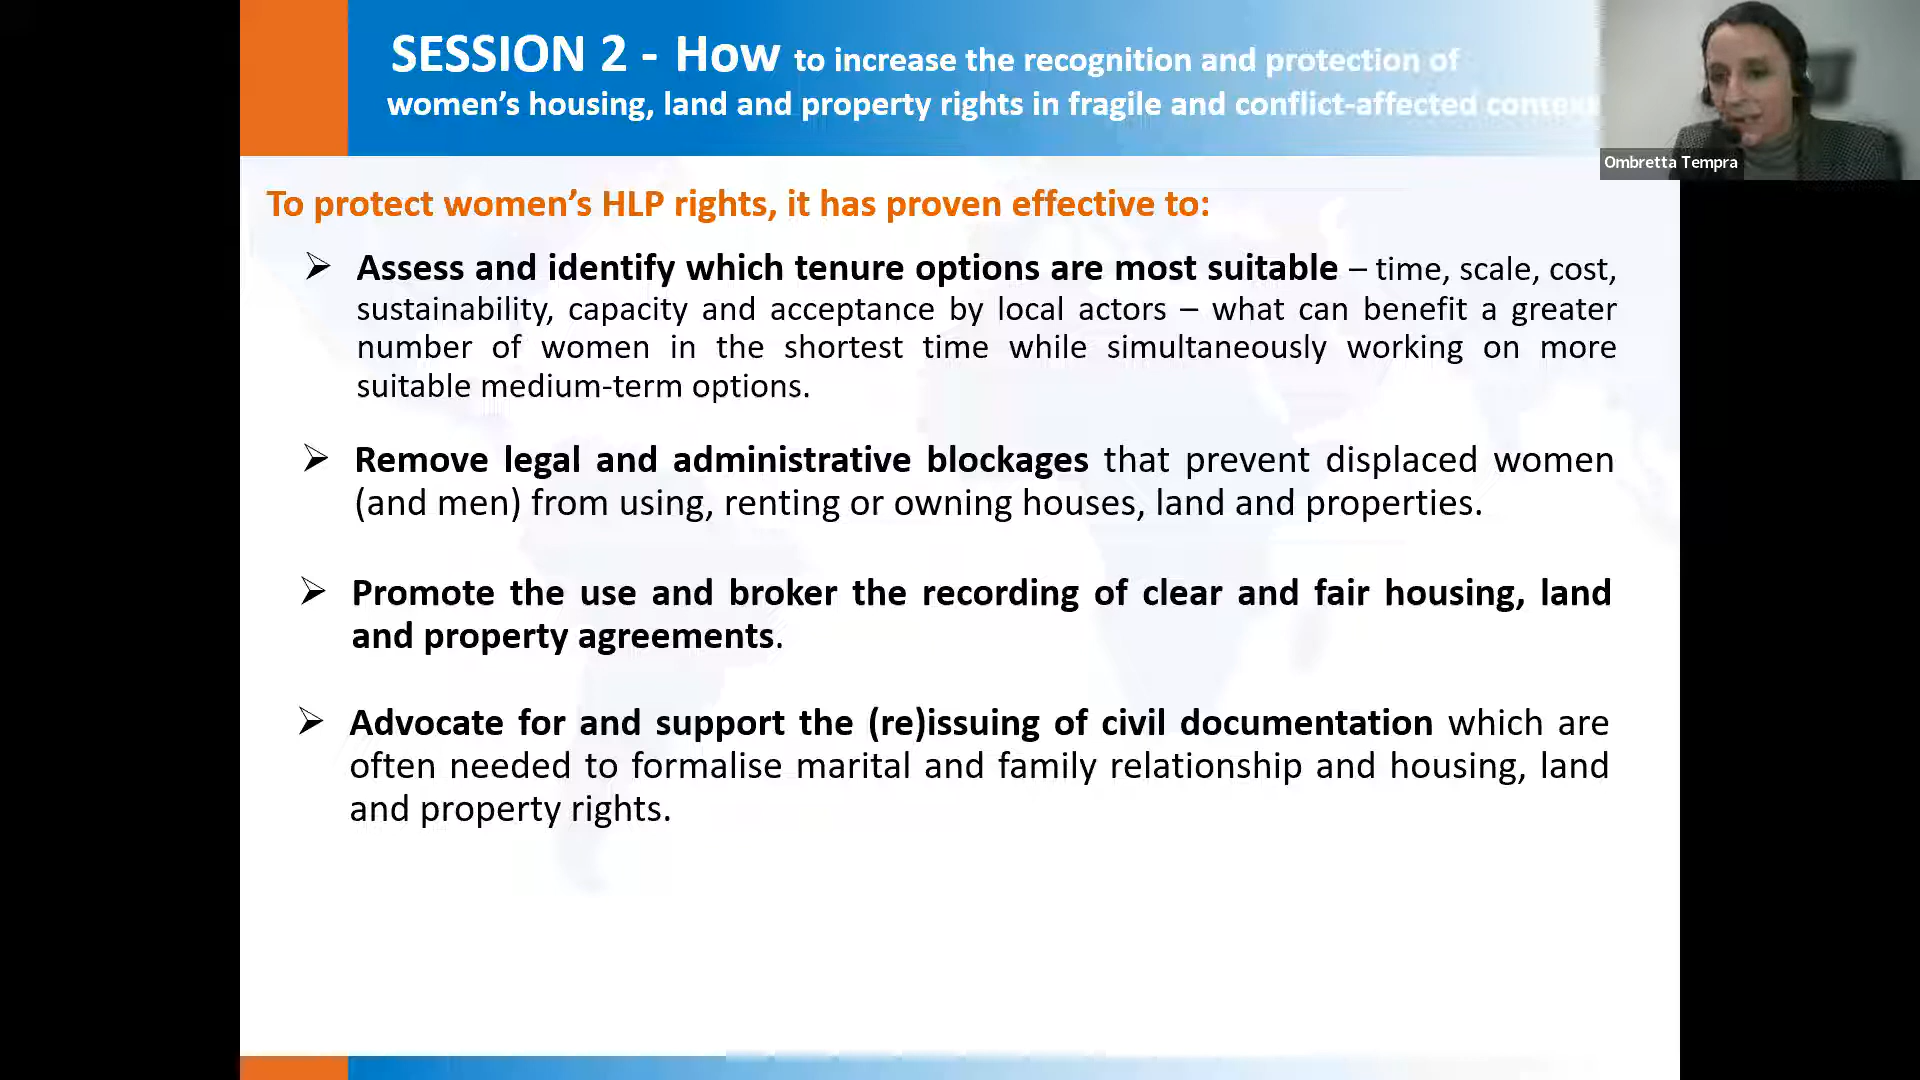 SESSION 2 - How to increase the recognition and protection of
women’s housing, land and property rights in fragile and conflict-affected
Ombretta Tempra
To protect women’s HLP rights, it has proven effective to:
➢ Assess and identify which tenure options are most suitable – time, scale, cost,
sustainability, capacity and acceptance by local actors – what can benefit a greater
number of women in the shortest time while simultaneously working on more
suitable medium-term options.
➢ Remove legal and administrative blockages that prevent displaced women
(and men) from using, renting or owning houses, land and properties.
➢ Promote the use and broker the recording of clear and fair housing, land
and property agreements.
➢ Advocate for and support the (re)issuing of civil documentation which are
often needed to formalise marital and family relationship and housing, land
and property rights.